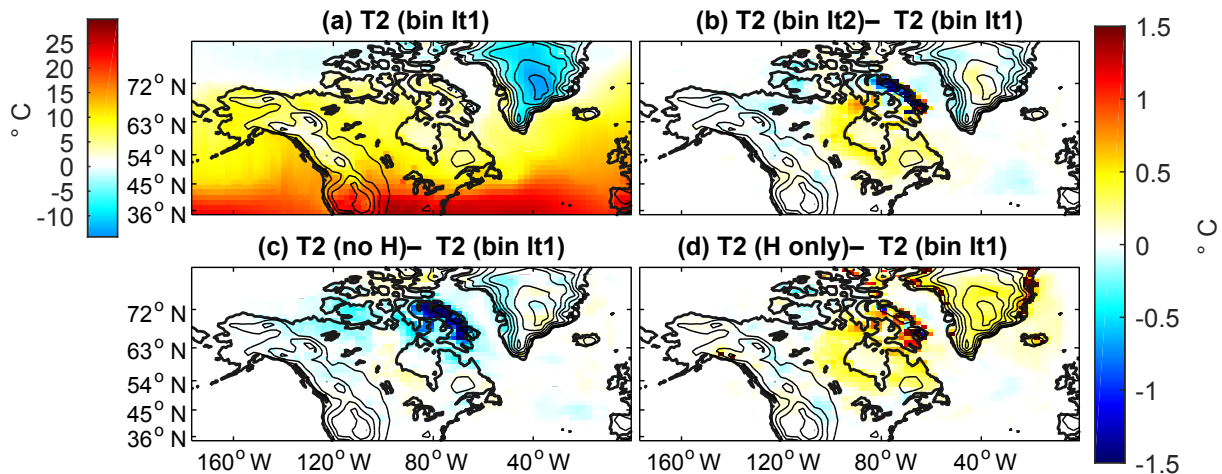 (a) T2 (bin It1)
(b) T2 (bin It2)– T2 (bin It1)
° C
25
20
15
10
5
0
-5
-10
72° N
63° N
54° N
45° N
36° N
(c) T2 (no H)– T2 (bin It1)
(d) T2 (H only)– T2 (bin It1)
72° N
63° N
54° N
45° N
36° N
160° W
120° W
80° W
40° W
160° W
120° W
80° W
40° W
1.5
1
0.5
0
-0.5
-1
-1.5
° C